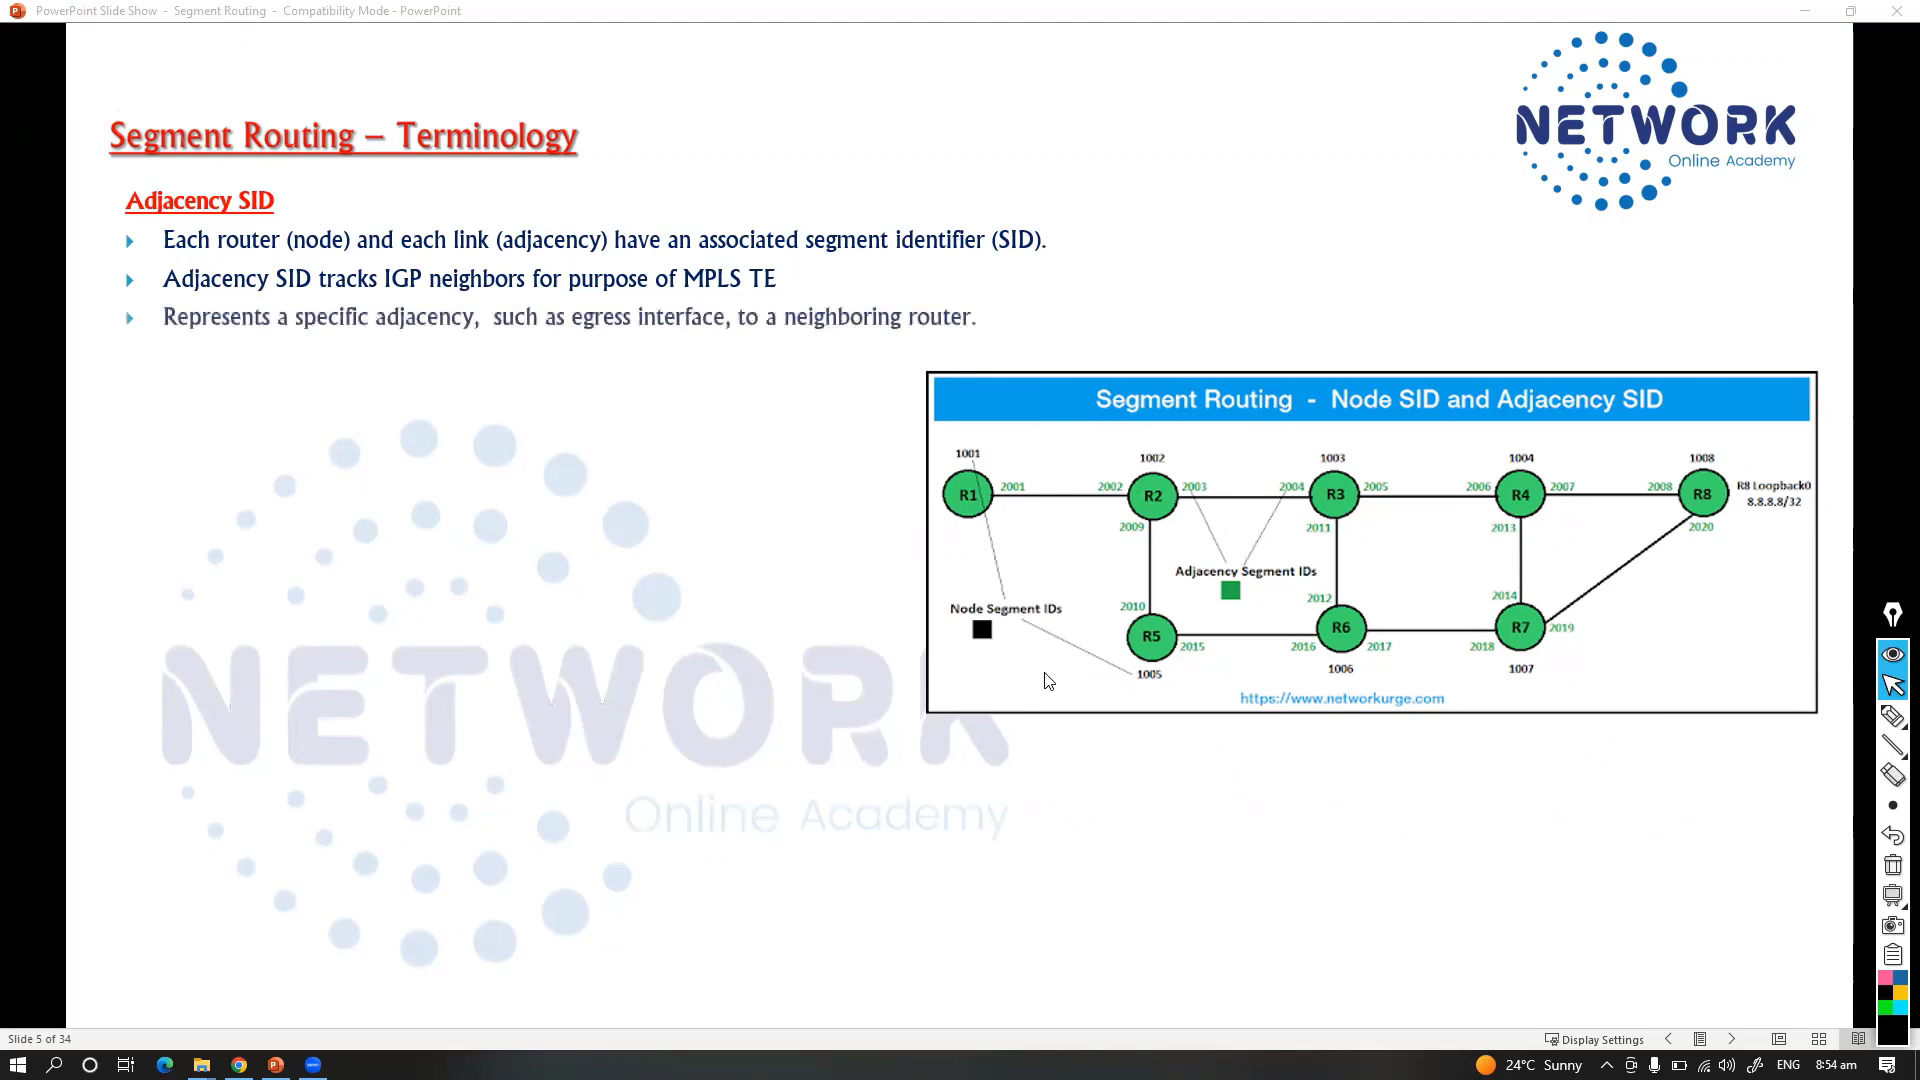 PowerPoint Slide Show - Segment Routing - Compatibility Mode - PowerPoint
NETWORK
Online Academy
Segment Routing – Terminology
Adjacency SID
Each router (node) and each link (adjacency) have an associated segment identifier (SID).
Adjacency SID tracks IGP neighbors for purpose of MPLS TE
Represents a specific adjacency, such as egress interface, to a neighboring router.
Segment Routing - Node SID and Adjacency SID
1001 1002 1003 1004 1008
R1 2001 2002 R2 2003 2004 R3 2005 2006 R4 2007 2008 R8 R8 Loopback0
8.8.8.8/32
2009 2011 2013 2020
Adjacency Segment IDs
Node Segment IDs
2010 2012 2014
R5 R6 R7 2019
2015 2016 2017 2018
1005 1006 1007
https://www.networkurge.com
NETWORK
Online Academy
Slide 5 of 34
Display Settings
24°C Sunny
ENG
8:54 am